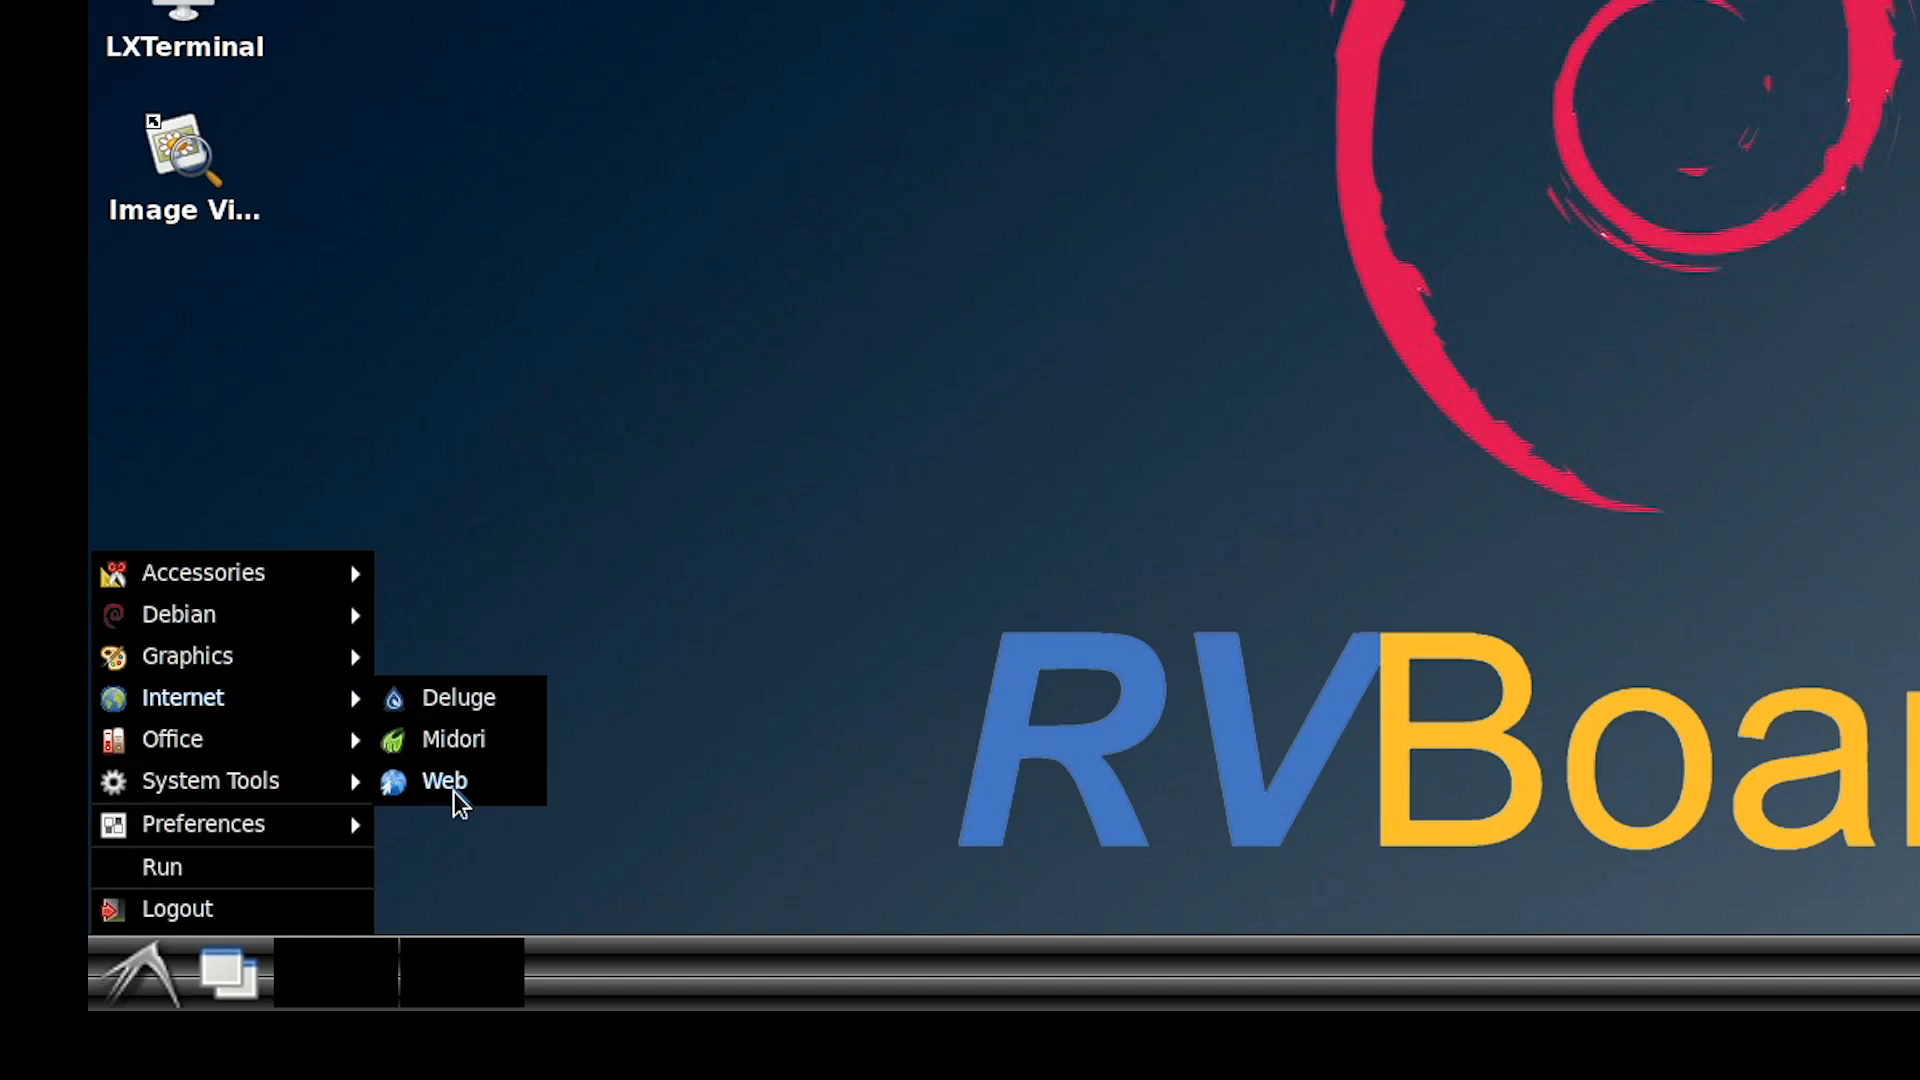 LXTerminal
Image Vi...
Accessories
Debian
Graphics
Internet
Office
System Tools
Preferences
Run
Logout
Deluge
Midori
Web
RVBoar